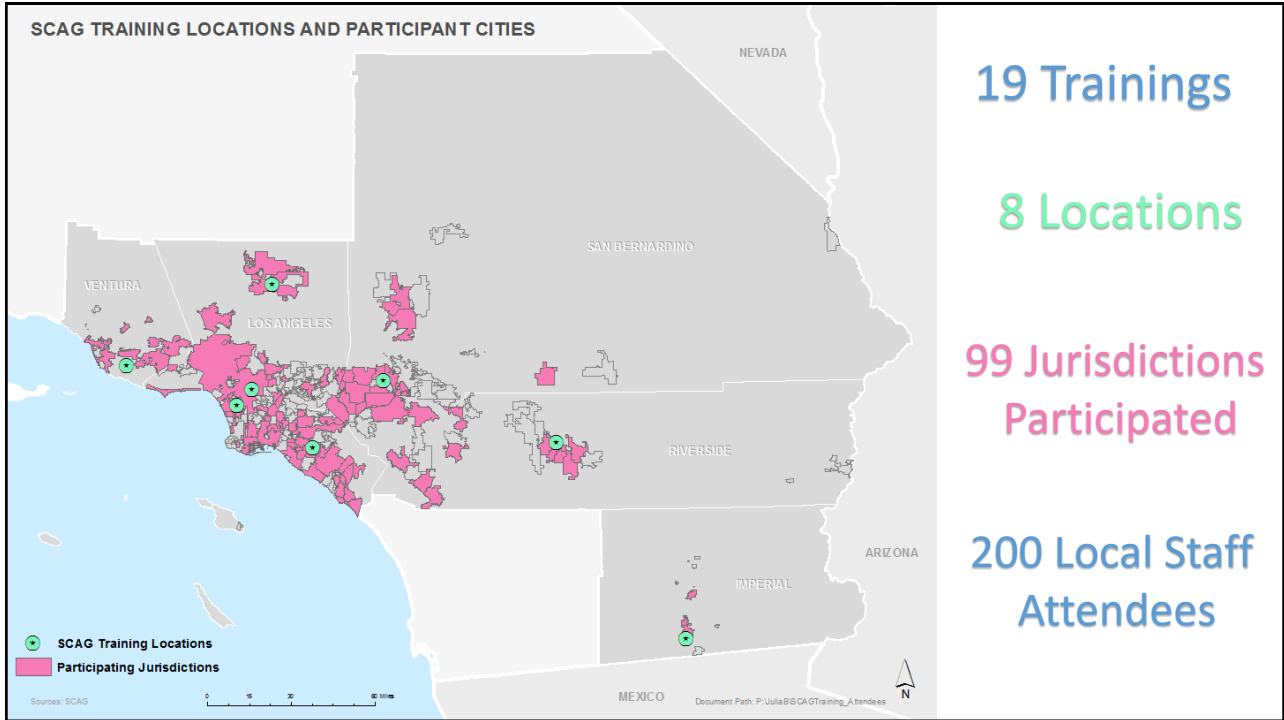 SCAG TRAINING LOCATIONS AND PARTICIPANT CITIES
NEVADA
SAN BERNARDINO
VENTURA
LOS ANGELES
RIVERSIDE
ARIZONA
IMPERIAL
MEXICO
SCAG Training Locations
Participating Jurisdictions
Sources: SCAG
0 15 30 60 Miles
Document Path: P:\JuliaB\SCAGTraining_Attendees
N
19 Trainings
8 Locations
99 Jurisdictions
Participated
200 Local Staff
Attendees